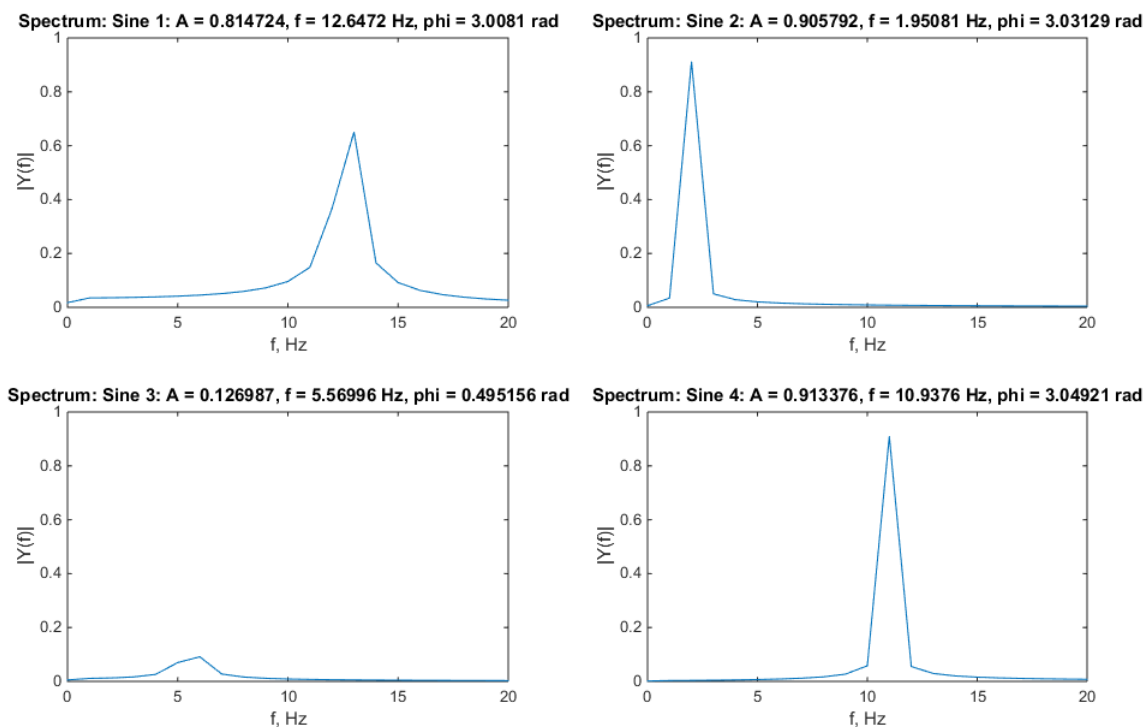 Spectrum: Sine 1: A = 0.814724, f = 12.6472 Hz, phi = 3.0081 rad
1
0.8
0.6
0.4
0.2
0
|Y(f)|
0 5 10 15 20
f, Hz
Spectrum: Sine 2: A = 0.905792, f = 1.95081 Hz, phi = 3.03129 rad
1
0.8
0.6
0.4
0.2
0
|Y(f)|
0 5 10 15 20
f, Hz
Spectrum: Sine 3: A = 0.126987, f = 5.56996 Hz, phi = 0.495156 rad
1
0.8
0.6
0.4
0.2
0
|Y(f)|
0 5 10 15 20
f, Hz
Spectrum: Sine 4: A = 0.913376, f = 10.9376 Hz, phi = 3.04921 rad
1
0.8
0.6
0.4
0.2
0
|Y(f)|
0 5 10 15 20
f, Hz